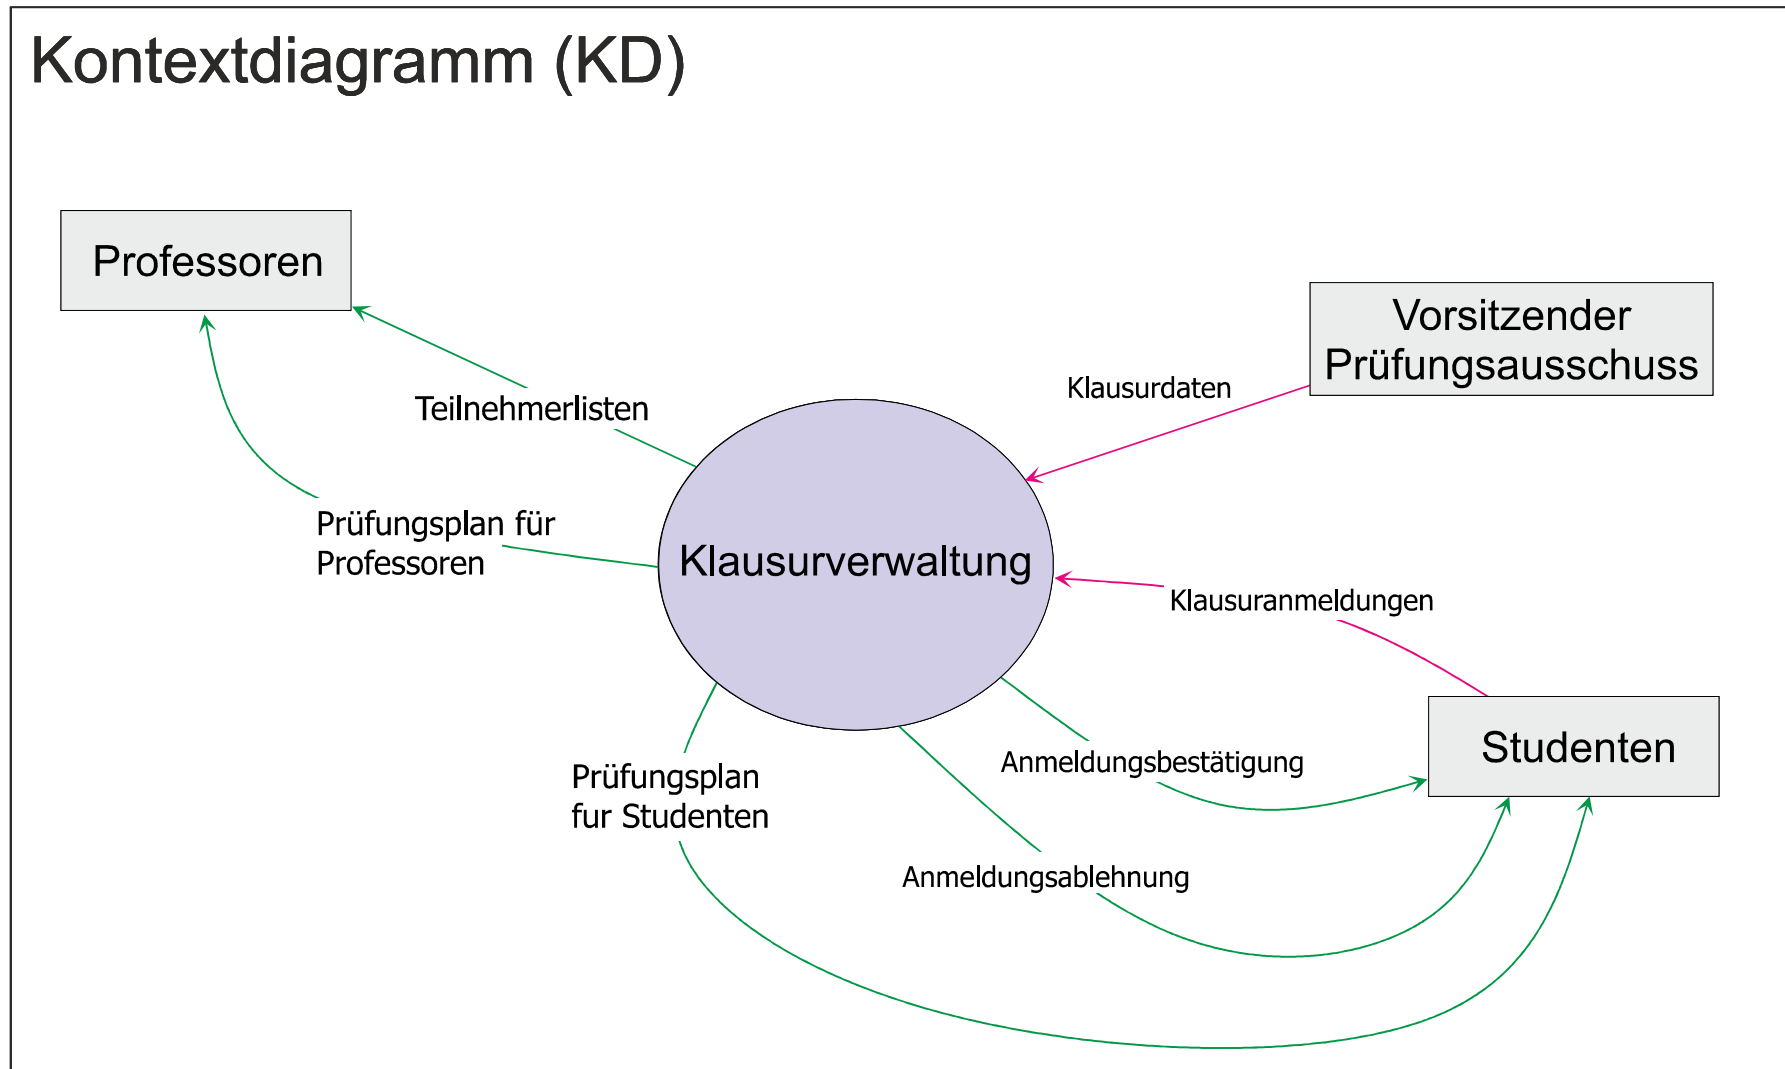 Kontextdiagramm (KD)
Professoren
Vorsitzender
Prüfungsausschuss
Klausurdaten
Teilnehmerlisten
Prüfungsplan für
Professoren
Klausurverwaltung
Klausuranmeldungen
Studenten
Anmeldungsbestätigung
Prüfungsplan
fur Studenten
Anmeldungsablehnung